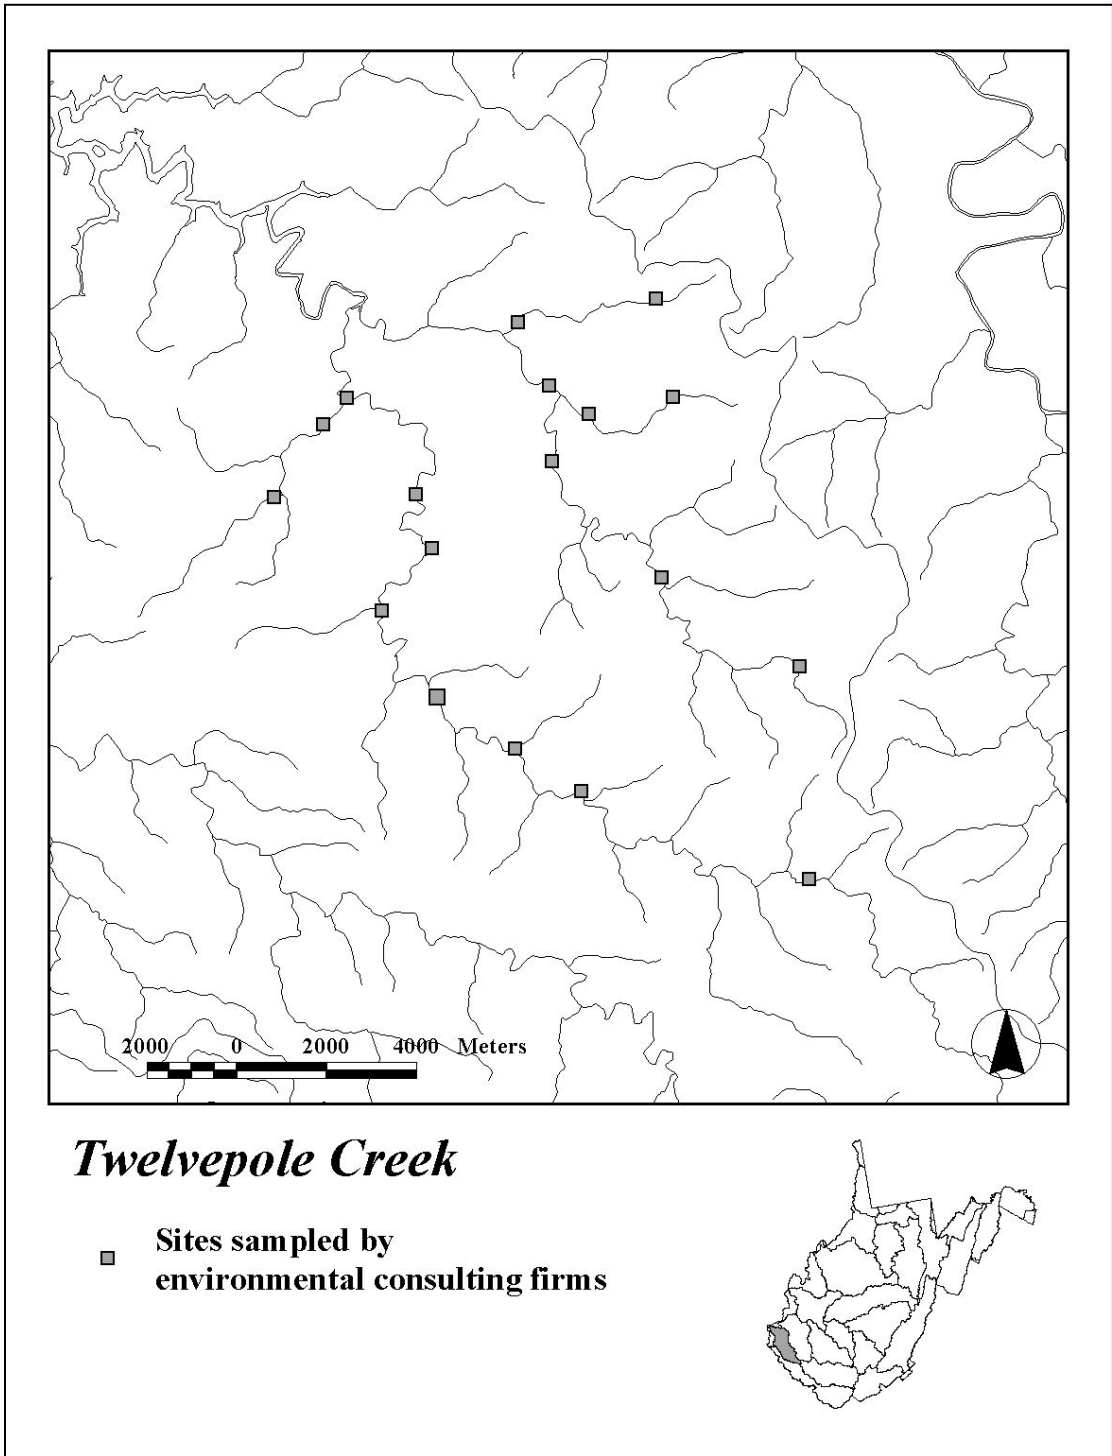 2000 0 2000 4000 Meters
Twelvepole Creek
Sites sampled by
environmental consulting firms